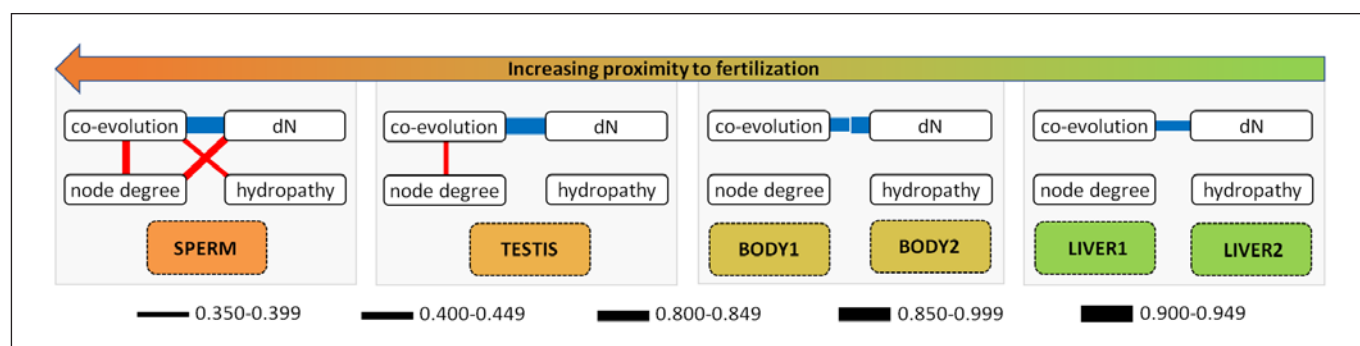 Increasing proximity to fertilization
co-evolution dN co-evolution dN co-evolution dN co-evolution dN
node degree hydropathy node degree hydropathy node degree hydropathy node degree hydropathy
SPERM TESTIS BODY1 BODY2 LIVER1 LIVER2
0.350-0.399 0.400-0.449 0.800-0.849 0.850-0.999 0.900-0.949